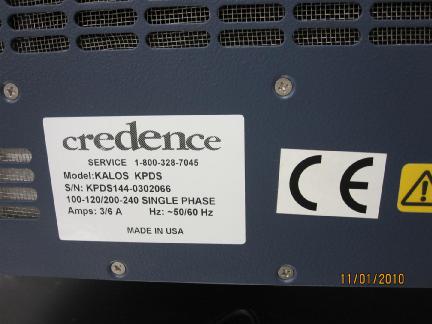 credence
SERVICE 1-800-328-7045
Model:KALOS KPDS
S/N: KPDS144-0302066
100-120/200-240 SINGLE PHASE
Amps: 3/6 A Hz: ~50/60 Hz
MADE IN USA
CE
11/01/2010